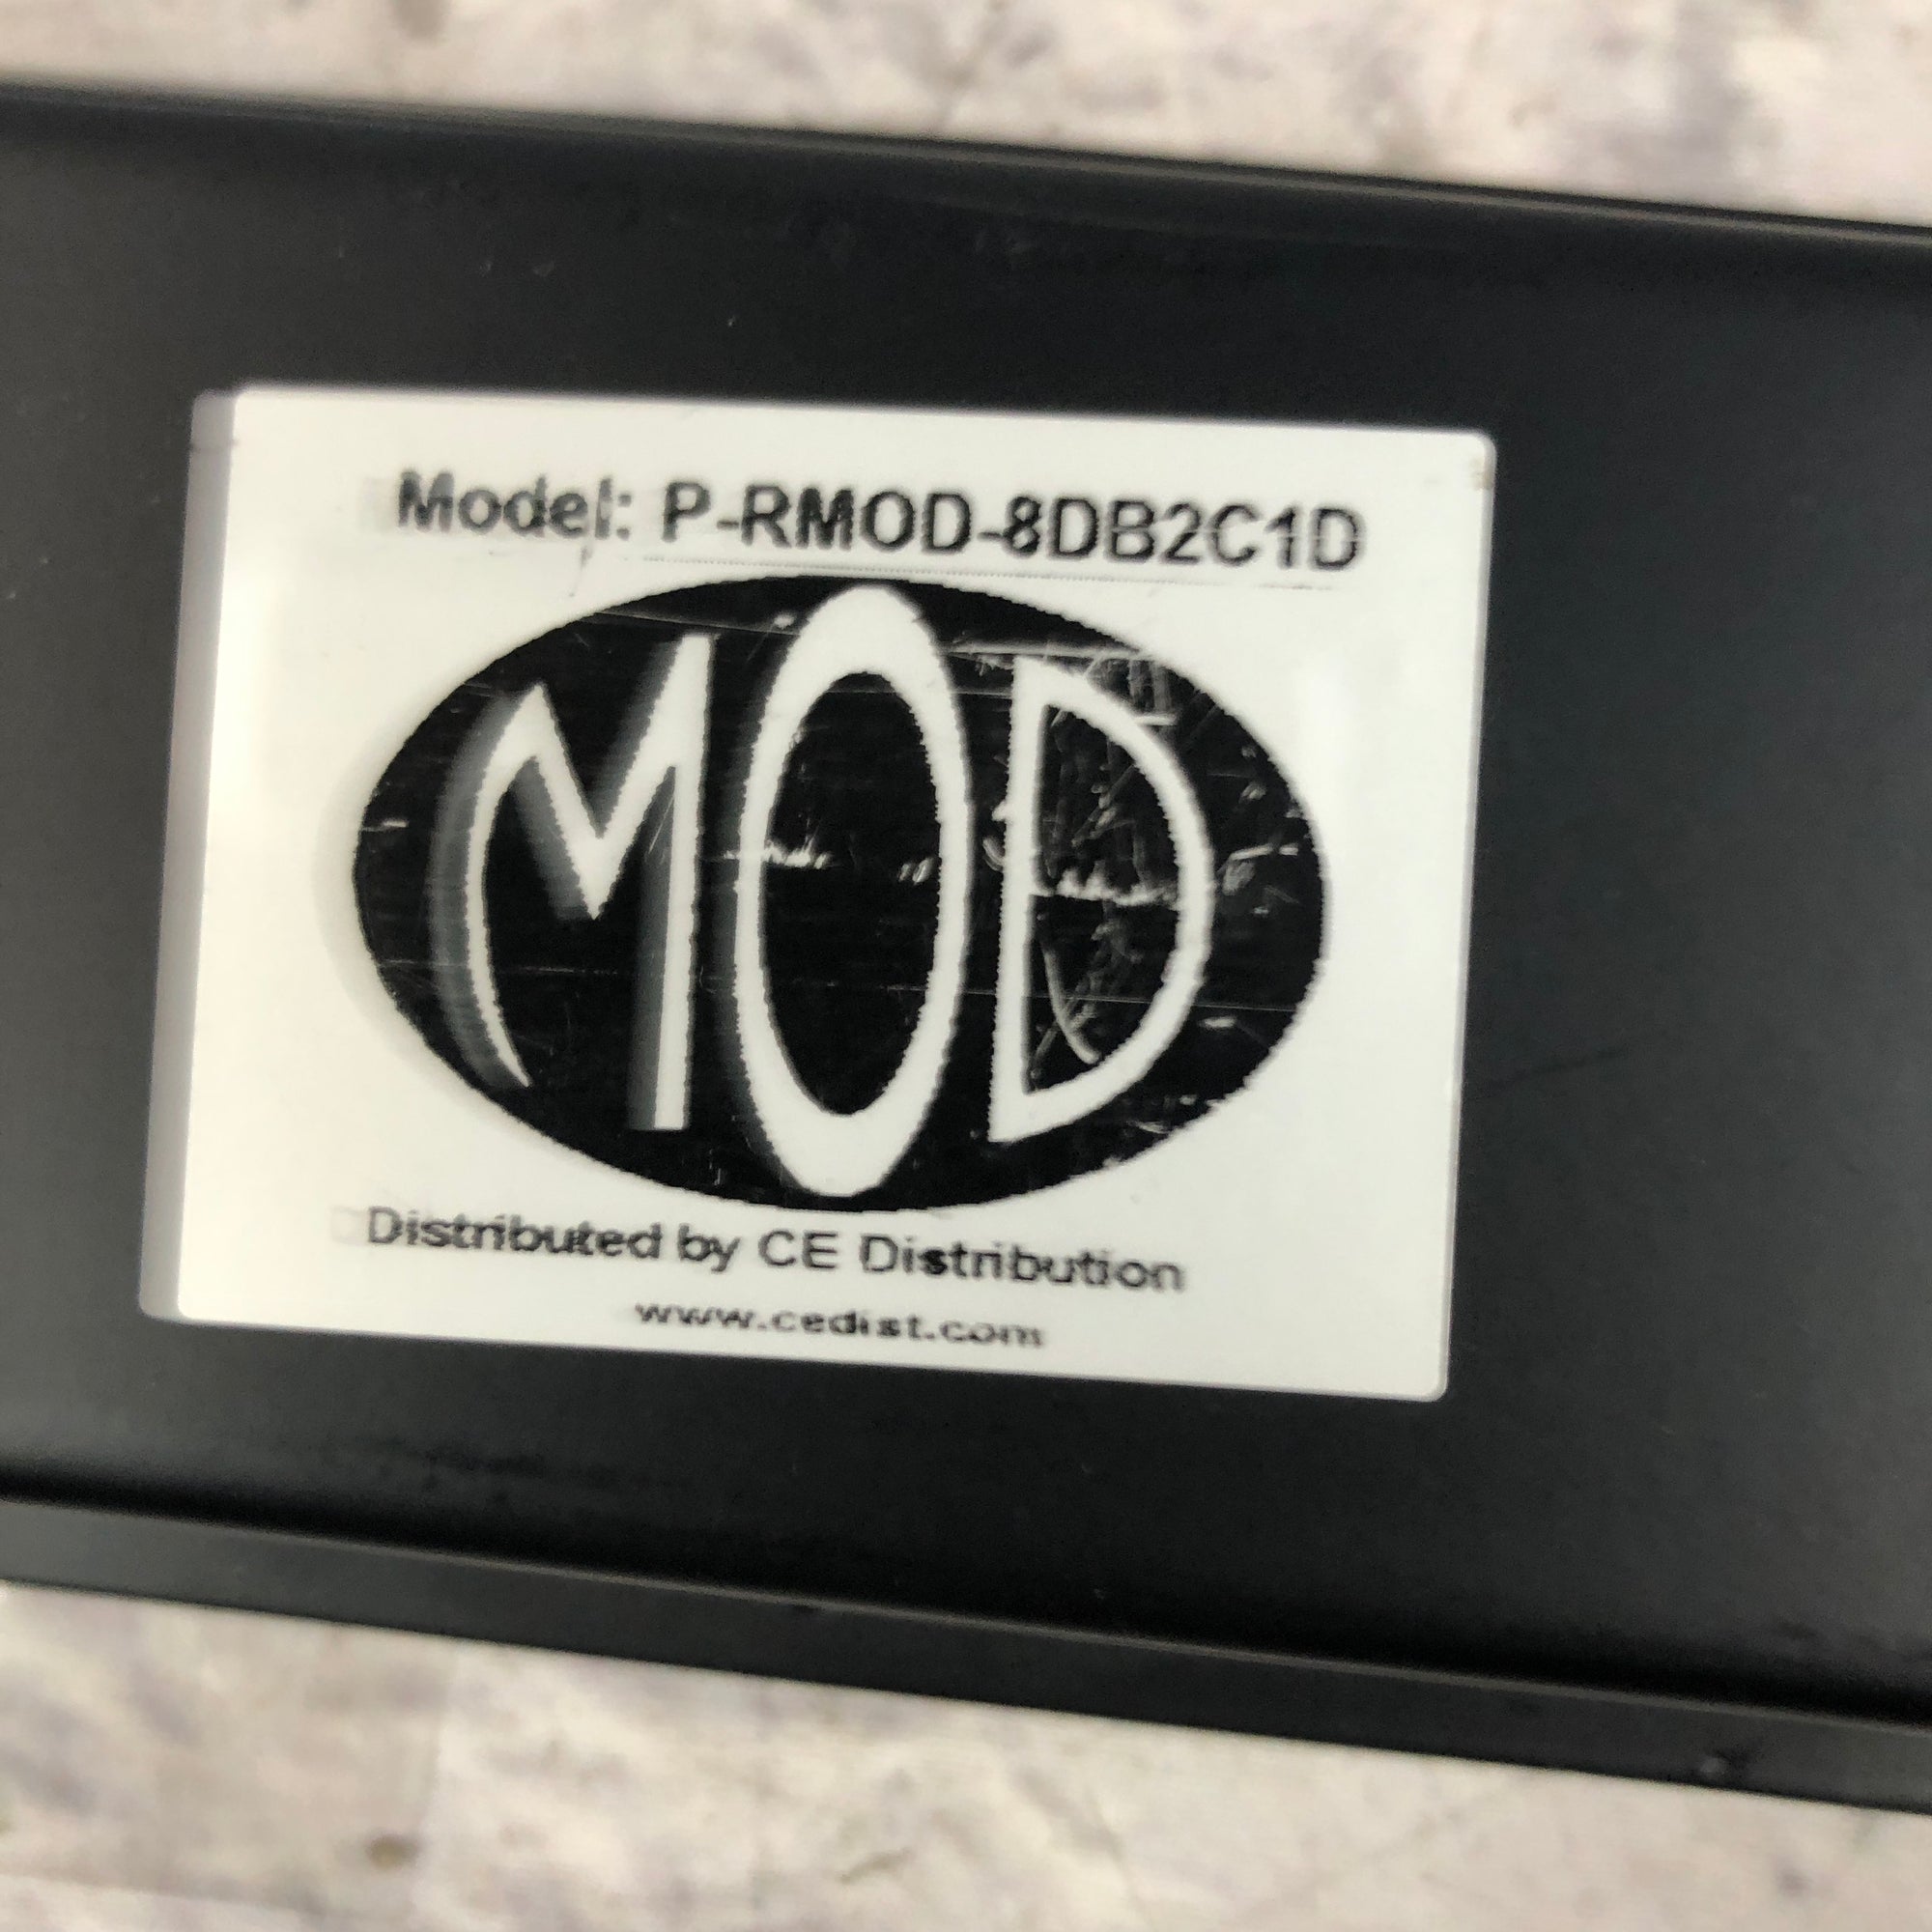 Model: P-RMOD-8DB2C1D
MOD
Distributed by CE Distribution
www.cedist.com